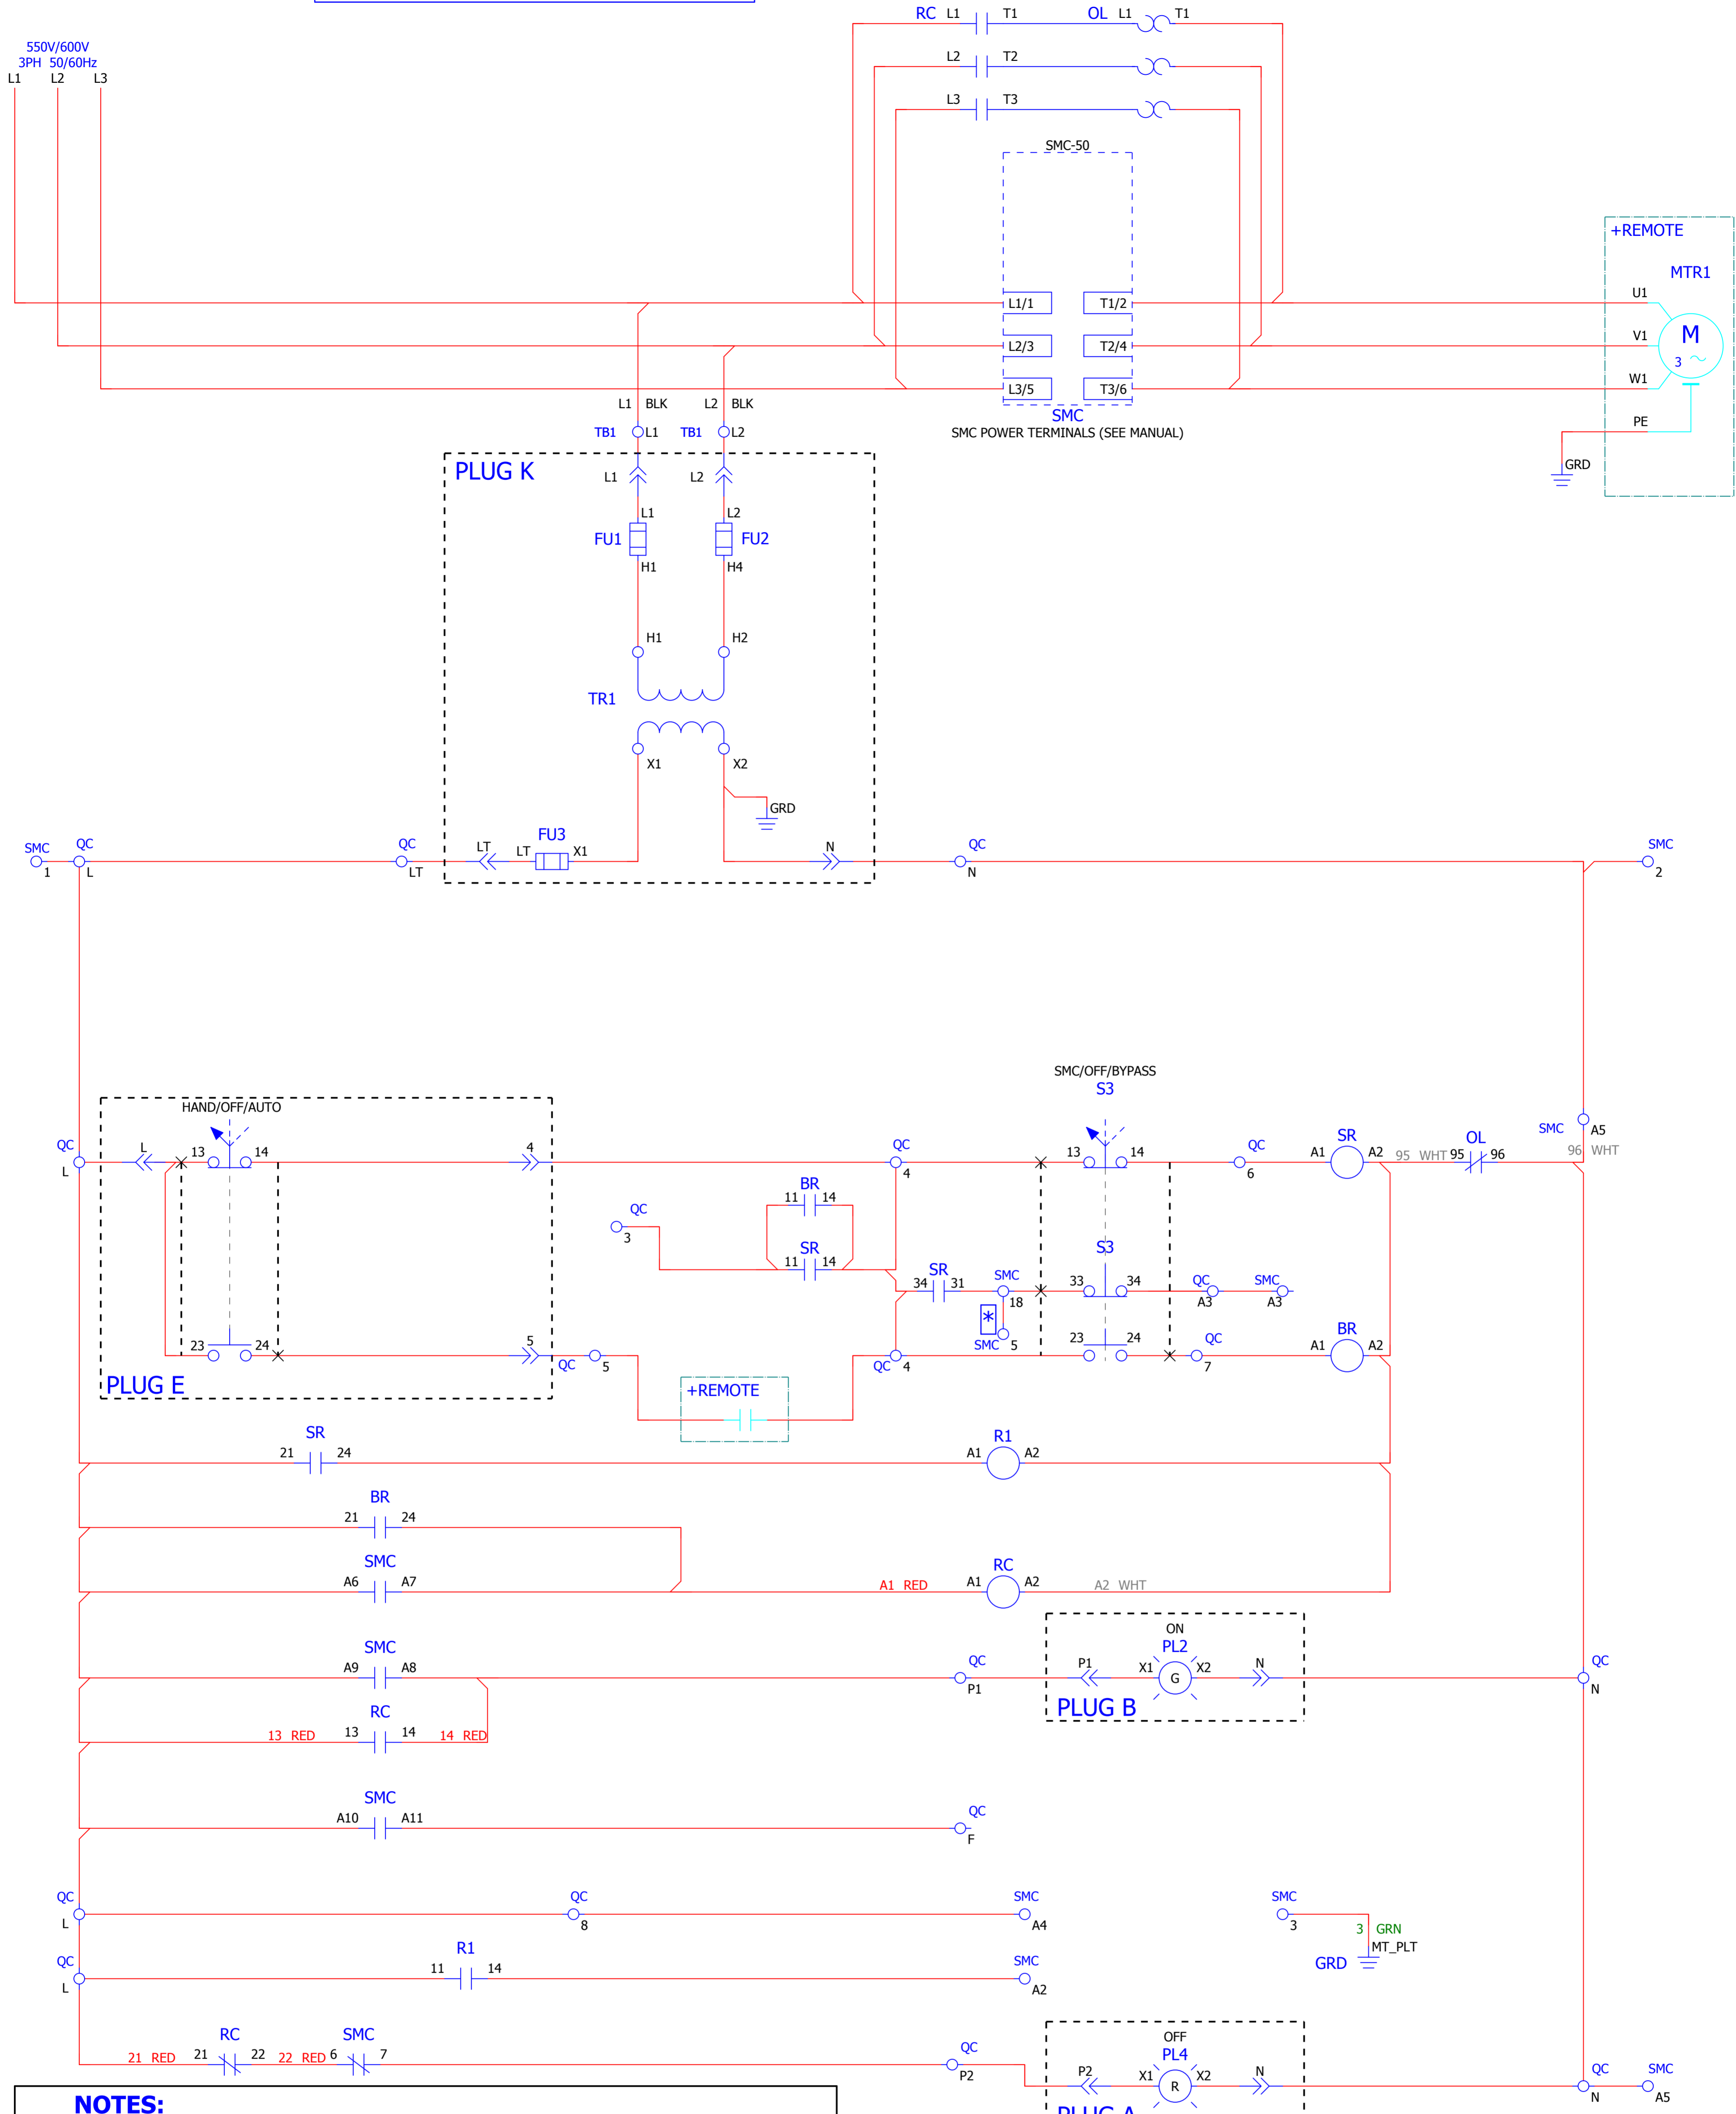 RC L1 T1 OL L1 T1
550V/600V
3PH 50/60Hz
L1 L2 L3
L2 T2
L3 T3
SMC-50
+REMOTE
MTR1
L1/1 T1/2 U1
L2/3 T2/4 V1
M
3
L3/5 T3/6 W1
L1 BLK L2 BLK
SMC
PE
TB1 L1 TB1 L2
SMC POWER TERMINALS (SEE MANUAL)
PLUG K
L1 L2
GRD
L1 L2
FU1 FU2
H1 H4
H1 H2
TR1
X1 X2
GRD
FU3
SMC QC QC LT LT X1 N QC SMC
1 L LT N 2
SMC/OFF/BYPASS
S3
HAND/OFF/AUTO
SMC A5
QC L 13 14 4 QC 13 14 QC SR OL
A1 A2 95 WHT 95 96 96 WHT
L 4 6
BR
11 14
QC
3
SR
11 14
S3
SR
34 31 SMC 33 34 QC SMC
18 A3 A3
*
23 24 5 SMC 5 23 24 QC BR
A1 A2
QC 5 QC 4 7
PLUG E
+REMOTE
SR R1
21 24 A1 A2
BR
21 24
SMC RC
A6 A7 A1 RED A1 A2 A2 WHT
ON
SMC PL2
A9 A8 QC P1 X1 G X2 N QC
P1 N
RC PLUG B
13 RED 13 14 14 RED
SMC
A10 A11 QC
F
QC QC SMC SMC
L 8 A4 3
3 GRN
MT_PLT
GRD
QC R1 SMC
11 14
L A2
OFF
RC SMC PL4
21 RED 21 22 22 RED 6 7 QC
P2 P2 X1 R X2 N QC SMC
N A5
NOTES:
PLUG A